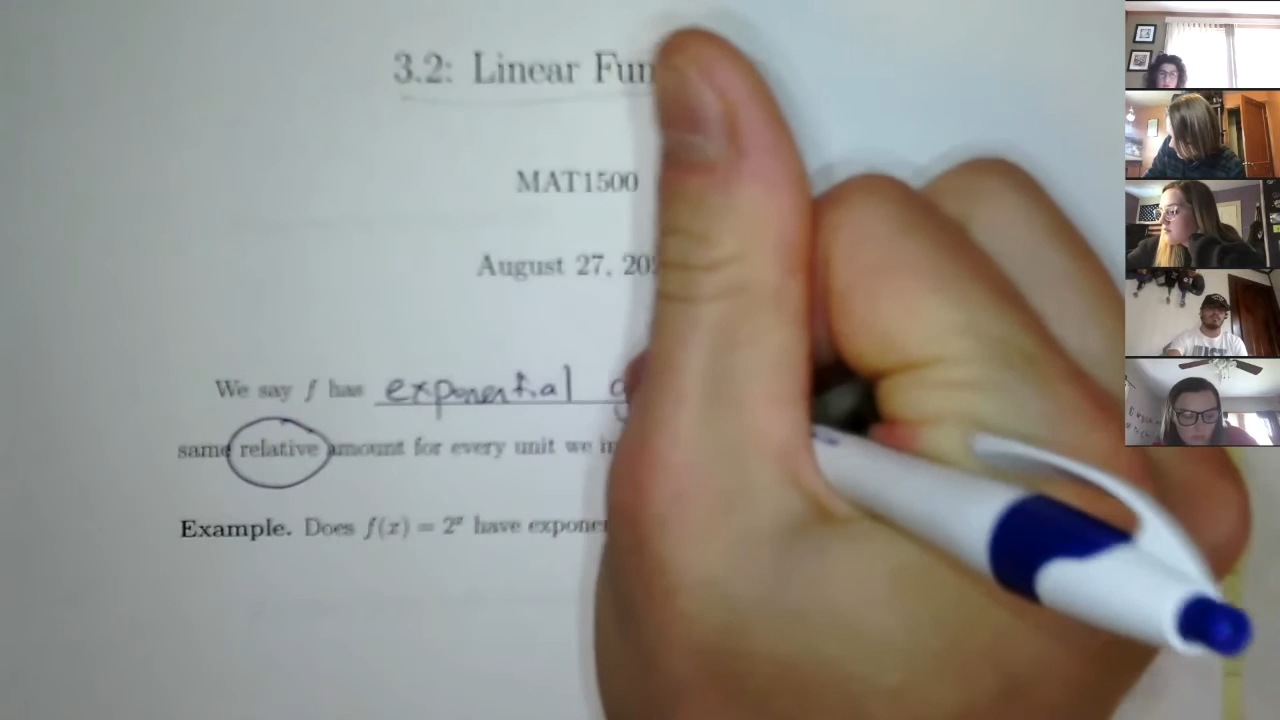 3.2: Linear Fun
MAT1500
August 27, 20
We say f has exponential g
same relative amount for every unit we in
Example. Does f(x) = 2ˣ have exponen